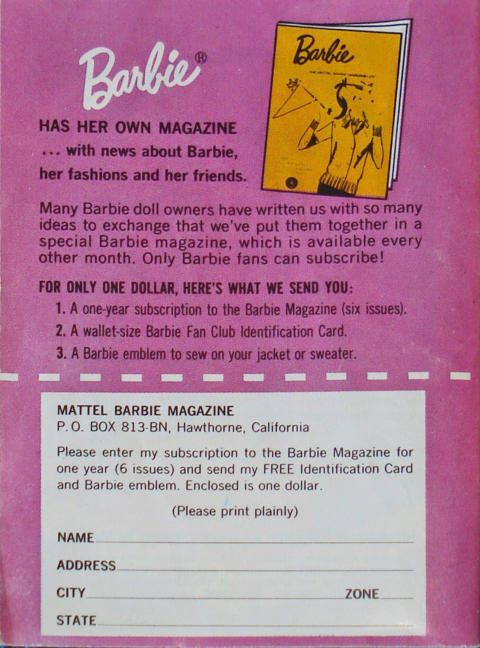 Barbie®
HAS HER OWN MAGAZINE
... with news about Barbie,
her fashions and her friends.
Barbie
Many Barbie doll owners have written us with so many
ideas to exchange that we've put them together in a
special Barbie magazine, which is available every
other month. Only Barbie fans can subscribe!
FOR ONLY ONE DOLLAR, HERE'S WHAT WE SEND YOU:
1. A one-year subscription to the Barbie Magazine (six issues).
2. A wallet-size Barbie Fan Club Identification Card.
3. A Barbie emblem to sew on your jacket or sweater.
MATTEL BARBIE MAGAZINE
P.O. BOX 813-BN, Hawthorne, California
Please enter my subscription to the Barbie Magazine for
one year (6 issues) and send my FREE Identification Card
and Barbie emblem. Enclosed is one dollar.
(Please print plainly)
NAME
ADDRESS
CITY ZONE
STATE